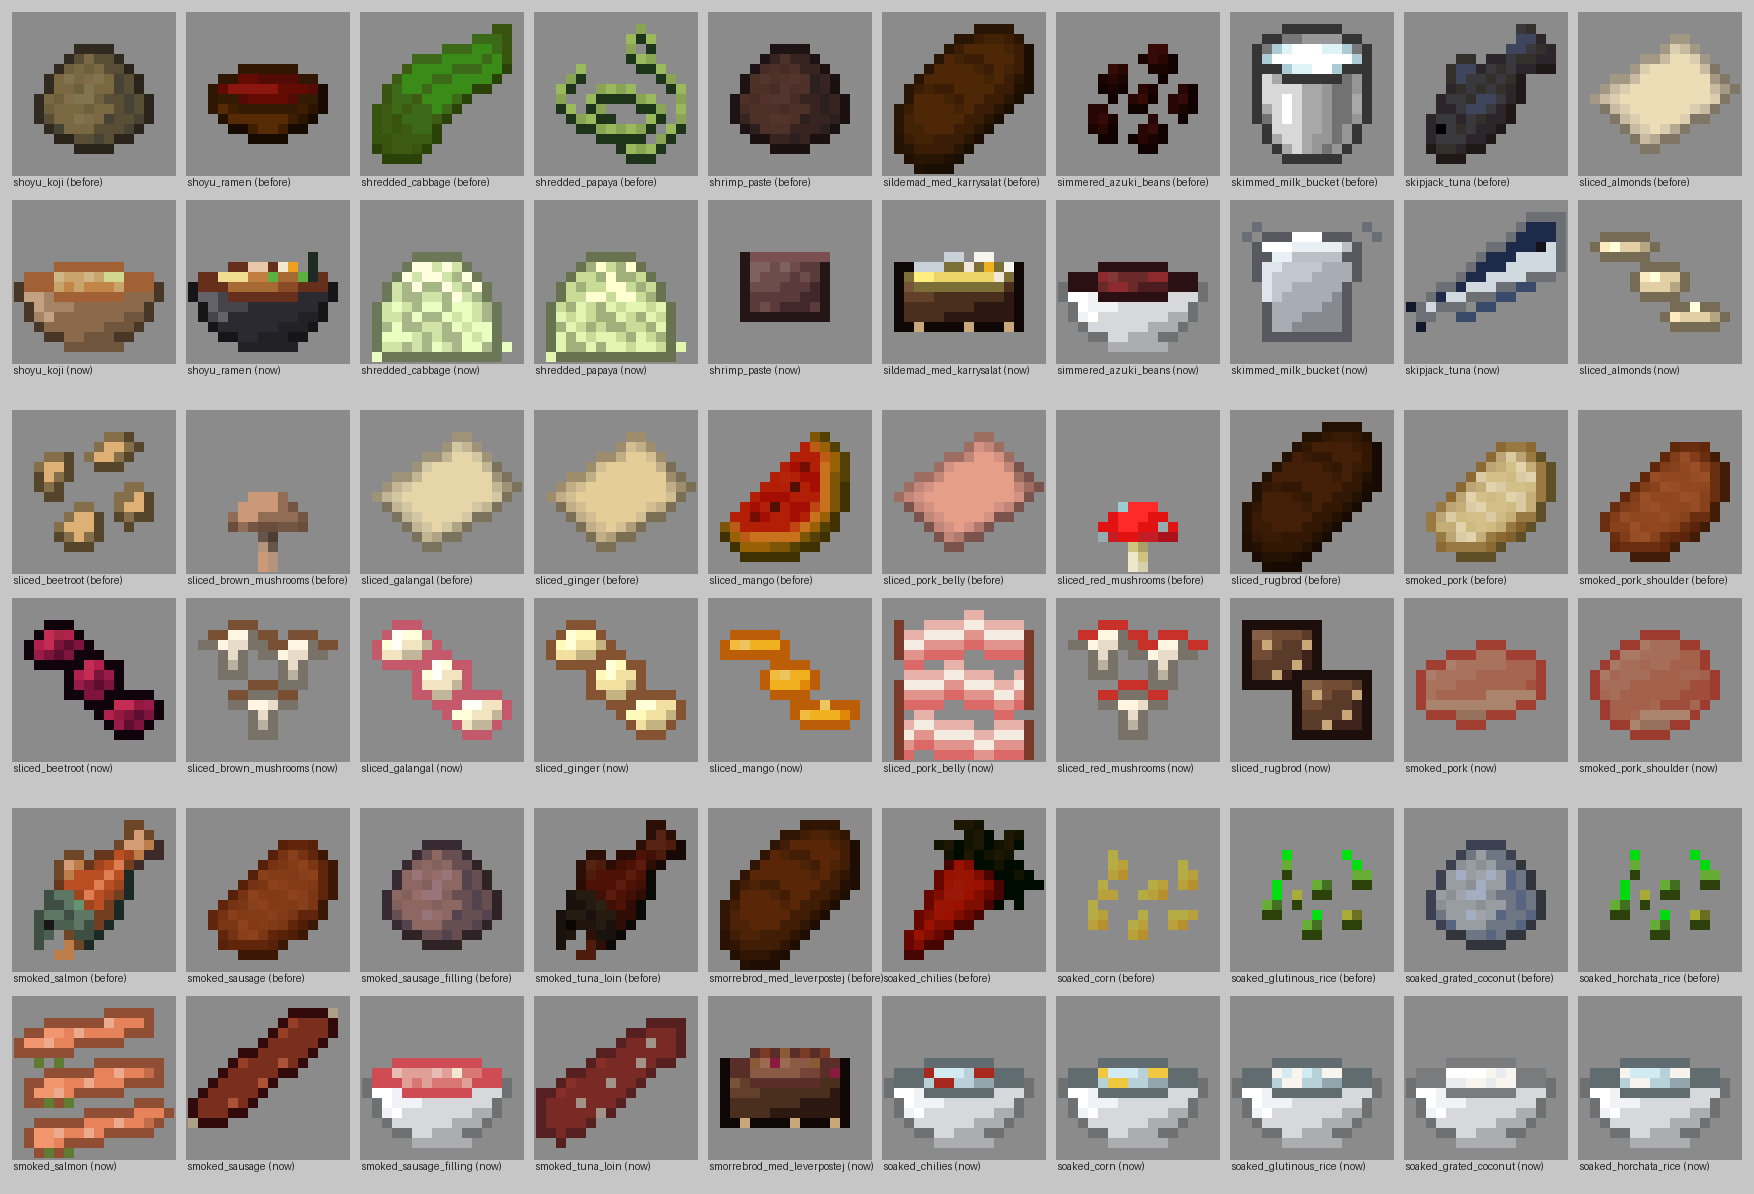 shoyu_koji (before) shoyu_ramen (before) shredded_cabbage (before) shredded_papaya (before) shrimp_paste (before) sildemad_med_karrysalat (before) simmered_azuki_beans (before) skimmed_milk_bucket (before) skipjack_tuna (before) sliced_almonds (before)
shoyu_koji (now) shoyu_ramen (now) shredded_cabbage (now) shredded_papaya (now) shrimp_paste (now) sildemad_med_karrysalat (now) simmered_azuki_beans (now) skimmed_milk_bucket (now) skipjack_tuna (now) sliced_almonds (now)
sliced_beetroot (before) sliced_brown_mushrooms (before) sliced_galangal (before) sliced_ginger (before) sliced_mango (before) sliced_pork_belly (before) sliced_red_mushrooms (before) sliced_rugbrod (before) smoked_pork (before) smoked_pork_shoulder (before)
sliced_beetroot (now) sliced_brown_mushrooms (now) sliced_galangal (now) sliced_ginger (now) sliced_mango (now) sliced_pork_belly (now) sliced_red_mushrooms (now) sliced_rugbrod (now) smoked_pork (now) smoked_pork_shoulder (now)
smoked_salmon (before) smoked_sausage (before) smoked_sausage_filling (before) smoked_tuna_loin (before) smorrebrod_med_leverpostej (before) soaked_chilies (before) soaked_corn (before) soaked_glutinous_rice (before) soaked_grated_coconut (before) soaked_horchata_rice (before)
smoked_salmon (now) smoked_sausage (now) smoked_sausage_filling (now) smoked_tuna_loin (now) smorrebrod_med_leverpostej (now) soaked_chilies (now) soaked_corn (now) soaked_glutinous_rice (now) soaked_grated_coconut (now) soaked_horchata_rice (now)